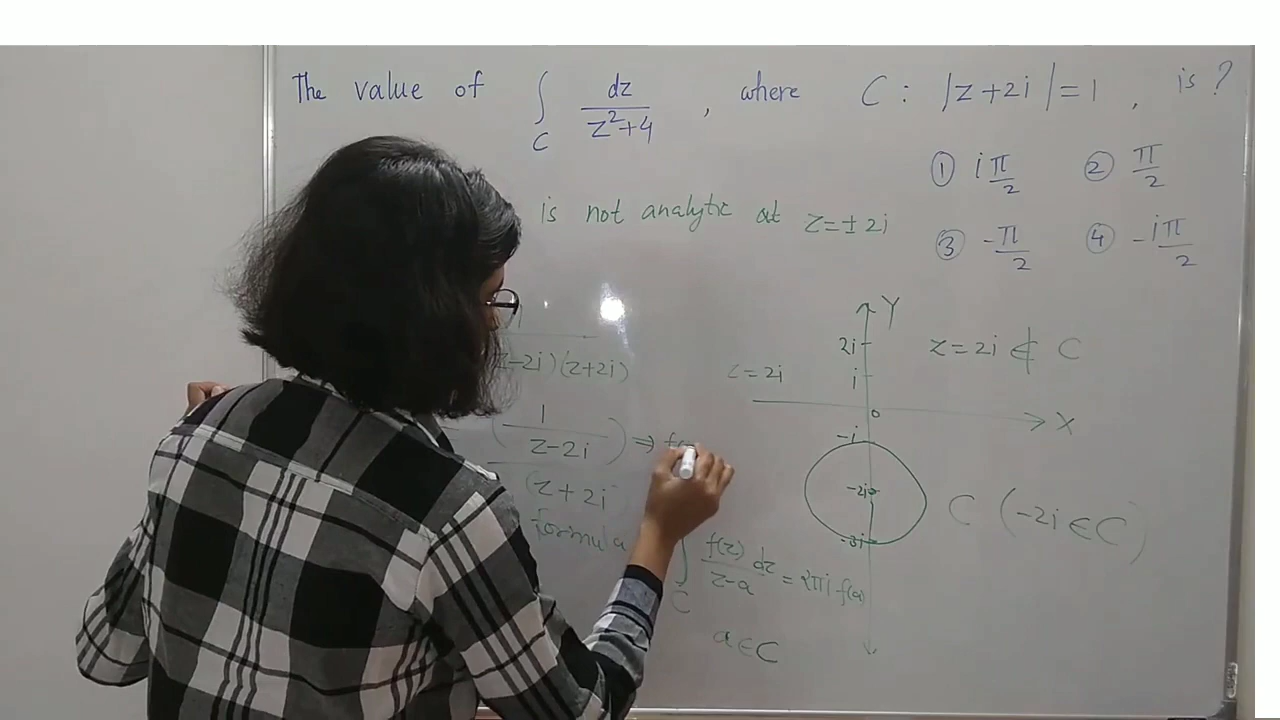 The value of ∫_C dz/(z²+4) , where C : |z+2i|=1 , is ?
① iπ/2 ② π/2
is not analytic at z=±2i
③ -π/2 ④ -iπ/2
Y
2i z=2i ∉ C
-2i)(z+2i) z=2i i
0 X
(1/(z-2i)) ⇒ -i
(z+2i -2i C (-2i ∈ C)
formula ∫_C f(z)/(z-a) dz = 2πi f(a) -3i
a∈C